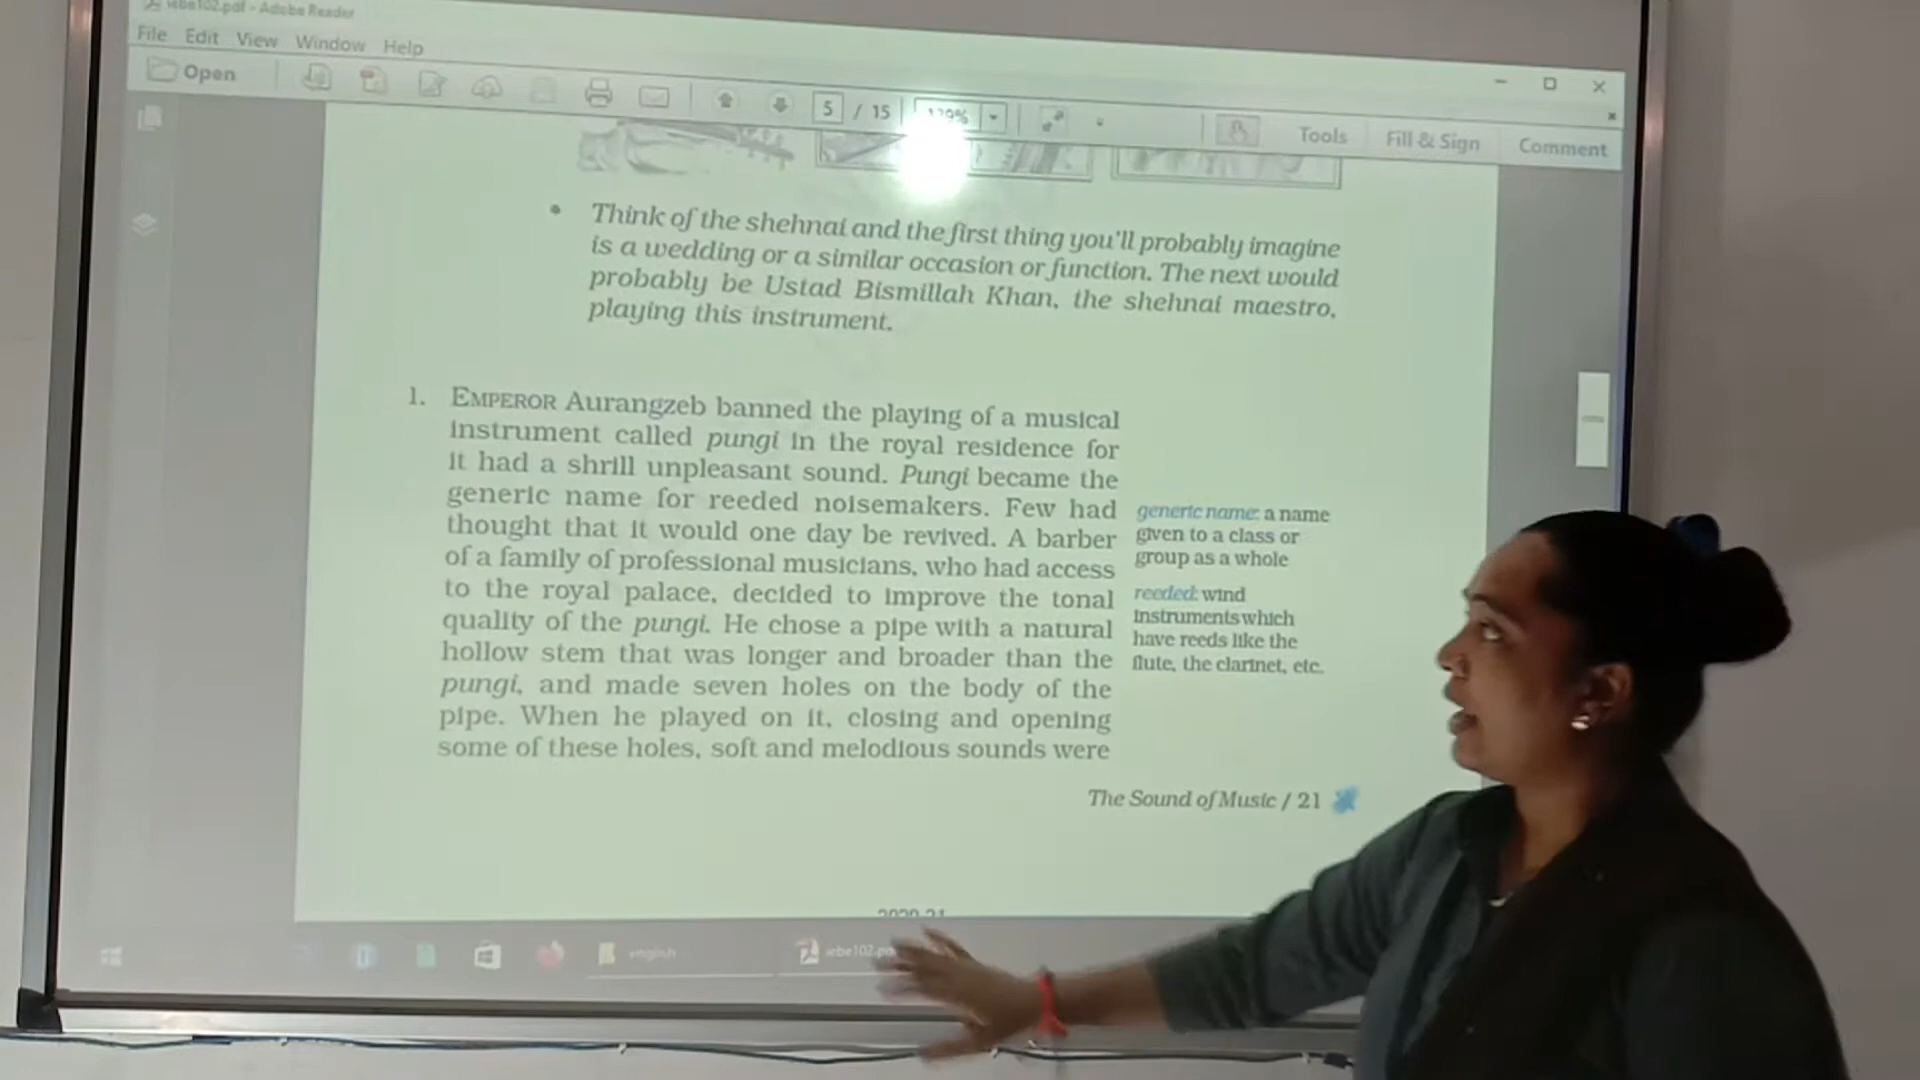 iebe102.pdf - Adobe Reader
File Edit View Window Help
Open
5 / 15
Tools Fill & Sign Comment
• Think of the shehnai and the first thing you'll probably imagine
is a wedding or a similar occasion or function. The next would
probably be Ustad Bismillah Khan, the shehnai maestro,
playing this instrument.
1. EMPEROR Aurangzeb banned the playing of a musical
instrument called pungi in the royal residence for
it had a shrill unpleasant sound. Pungi became the
generic name for reeded noisemakers. Few had
thought that it would one day be revived. A barber
of a family of professional musicians, who had access
to the royal palace, decided to improve the tonal
quality of the pungi. He chose a pipe with a natural
hollow stem that was longer and broader than the
pungi, and made seven holes on the body of the
pipe. When he played on it, closing and opening
some of these holes, soft and melodious sounds were
generic name: a name
given to a class or
group as a whole
reeded: wind
instruments which
have reeds like the
flute, the clarinet, etc.
The Sound of Music / 21
2020-21
english
iebe102.pd